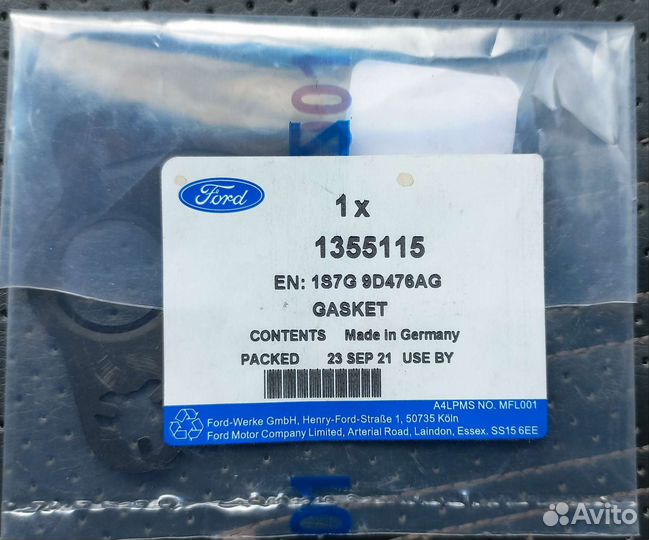 Ford
1x
1355115
EN: 1S7G 9D476AG
GASKET
CONTENTS Made in Germany
PACKED 23 SEP 21 USE BY
A4LPMS NO. MFL001
Ford-Werke GmbH, Henry-Ford-Straße 1, 50735 Köln
Ford Motor Company Limited, Arterial Road, Laindon, Essex. SS15 6EE
Avito